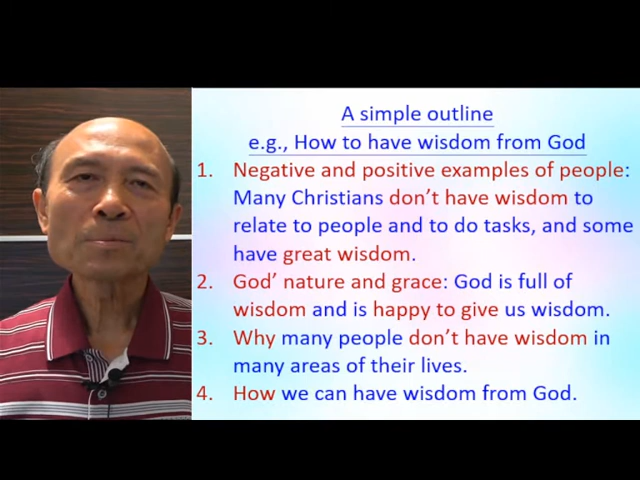 A simple outline
e.g., How to have wisdom from God
1. Negative and positive examples of people:
Many Christians don’t have wisdom to
relate to people and to do tasks, and some
have great wisdom.
2. God’ nature and grace: God is full of
wisdom and is happy to give us wisdom.
3. Why many people don’t have wisdom in
many areas of their lives.
4. How we can have wisdom from God.